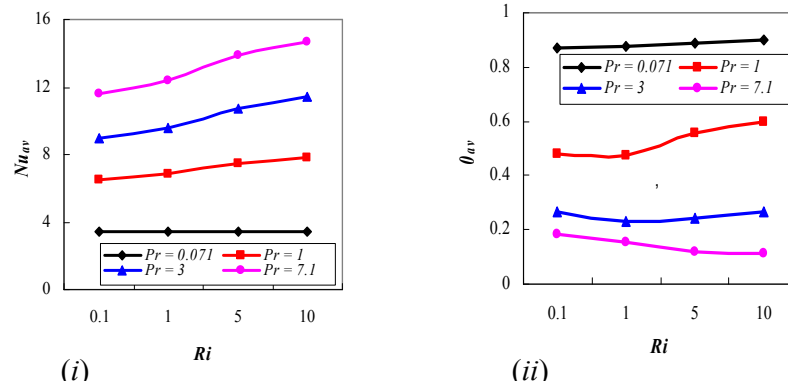 16
12
8
4
0
Nu_av
Pr = 0.071
Pr = 1
Pr = 3
Pr = 7.1
0.1 1 5 10
Ri
(i)
1
0.8
0.6
0.4
0.2
0
θ_av
Pr = 0.071
Pr = 1
Pr = 3
Pr = 7.1
,
0.1 1 5 10
Ri
(ii)